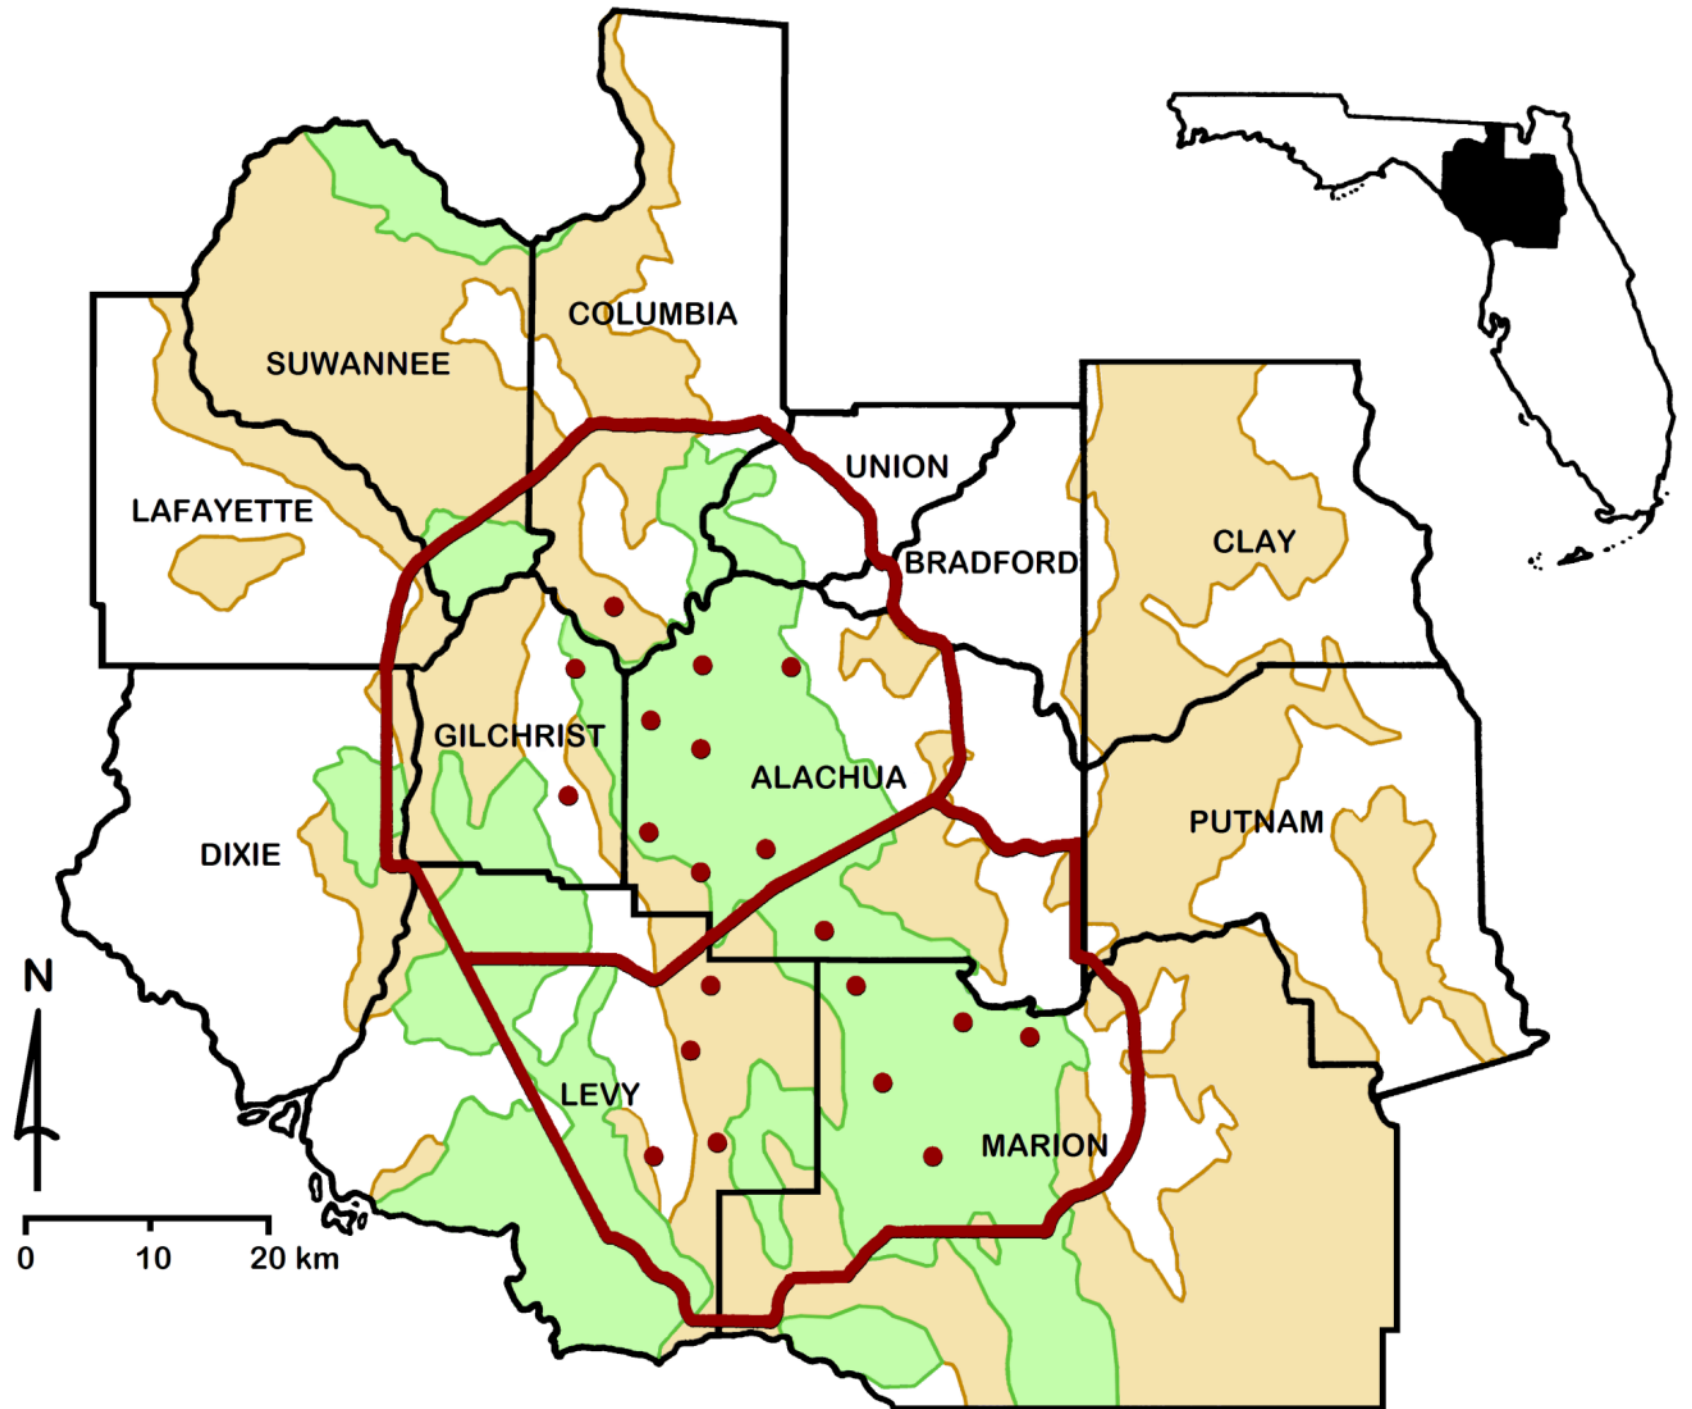 COLUMBIA
SUWANNEE
UNION
LAFAYETTE
CLAY
BRADFORD
GILCHRIST
ALACHUA
PUTNAM
DIXIE
N
LEVY
MARION
0 10 20 km